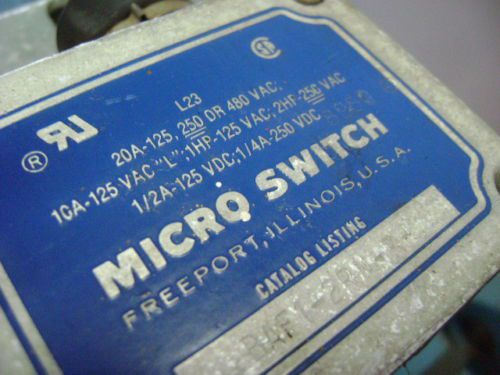 L23
20A-125, 250 OR 480 VAC.
10A-125 VAC "L"; 1HP-125 VAC; 2HP-250 VAC
1/2A-125 VDC; 1/4A-250 VDC
MICRO SWITCH
FREEPORT, ILLINOIS, U.S.A.
CATALOG LISTING